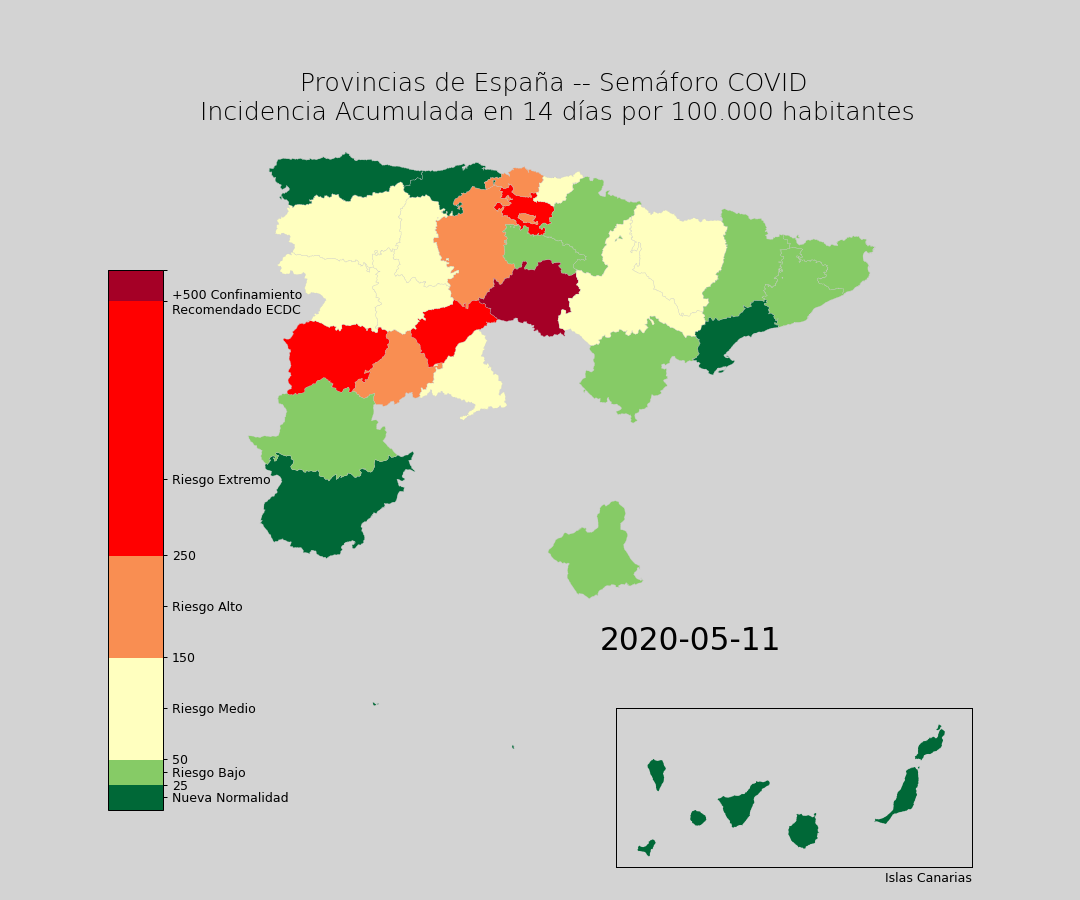 Provincias de España -- Semáforo COVID
Incidencia Acumulada en 14 días por 100.000 habitantes
+500 Confinamiento
Recomendado ECDC
Riesgo Extremo
250
Riesgo Alto
150
Riesgo Medio
50
Riesgo Bajo
25
Nueva Normalidad
2020-05-11
Islas Canarias